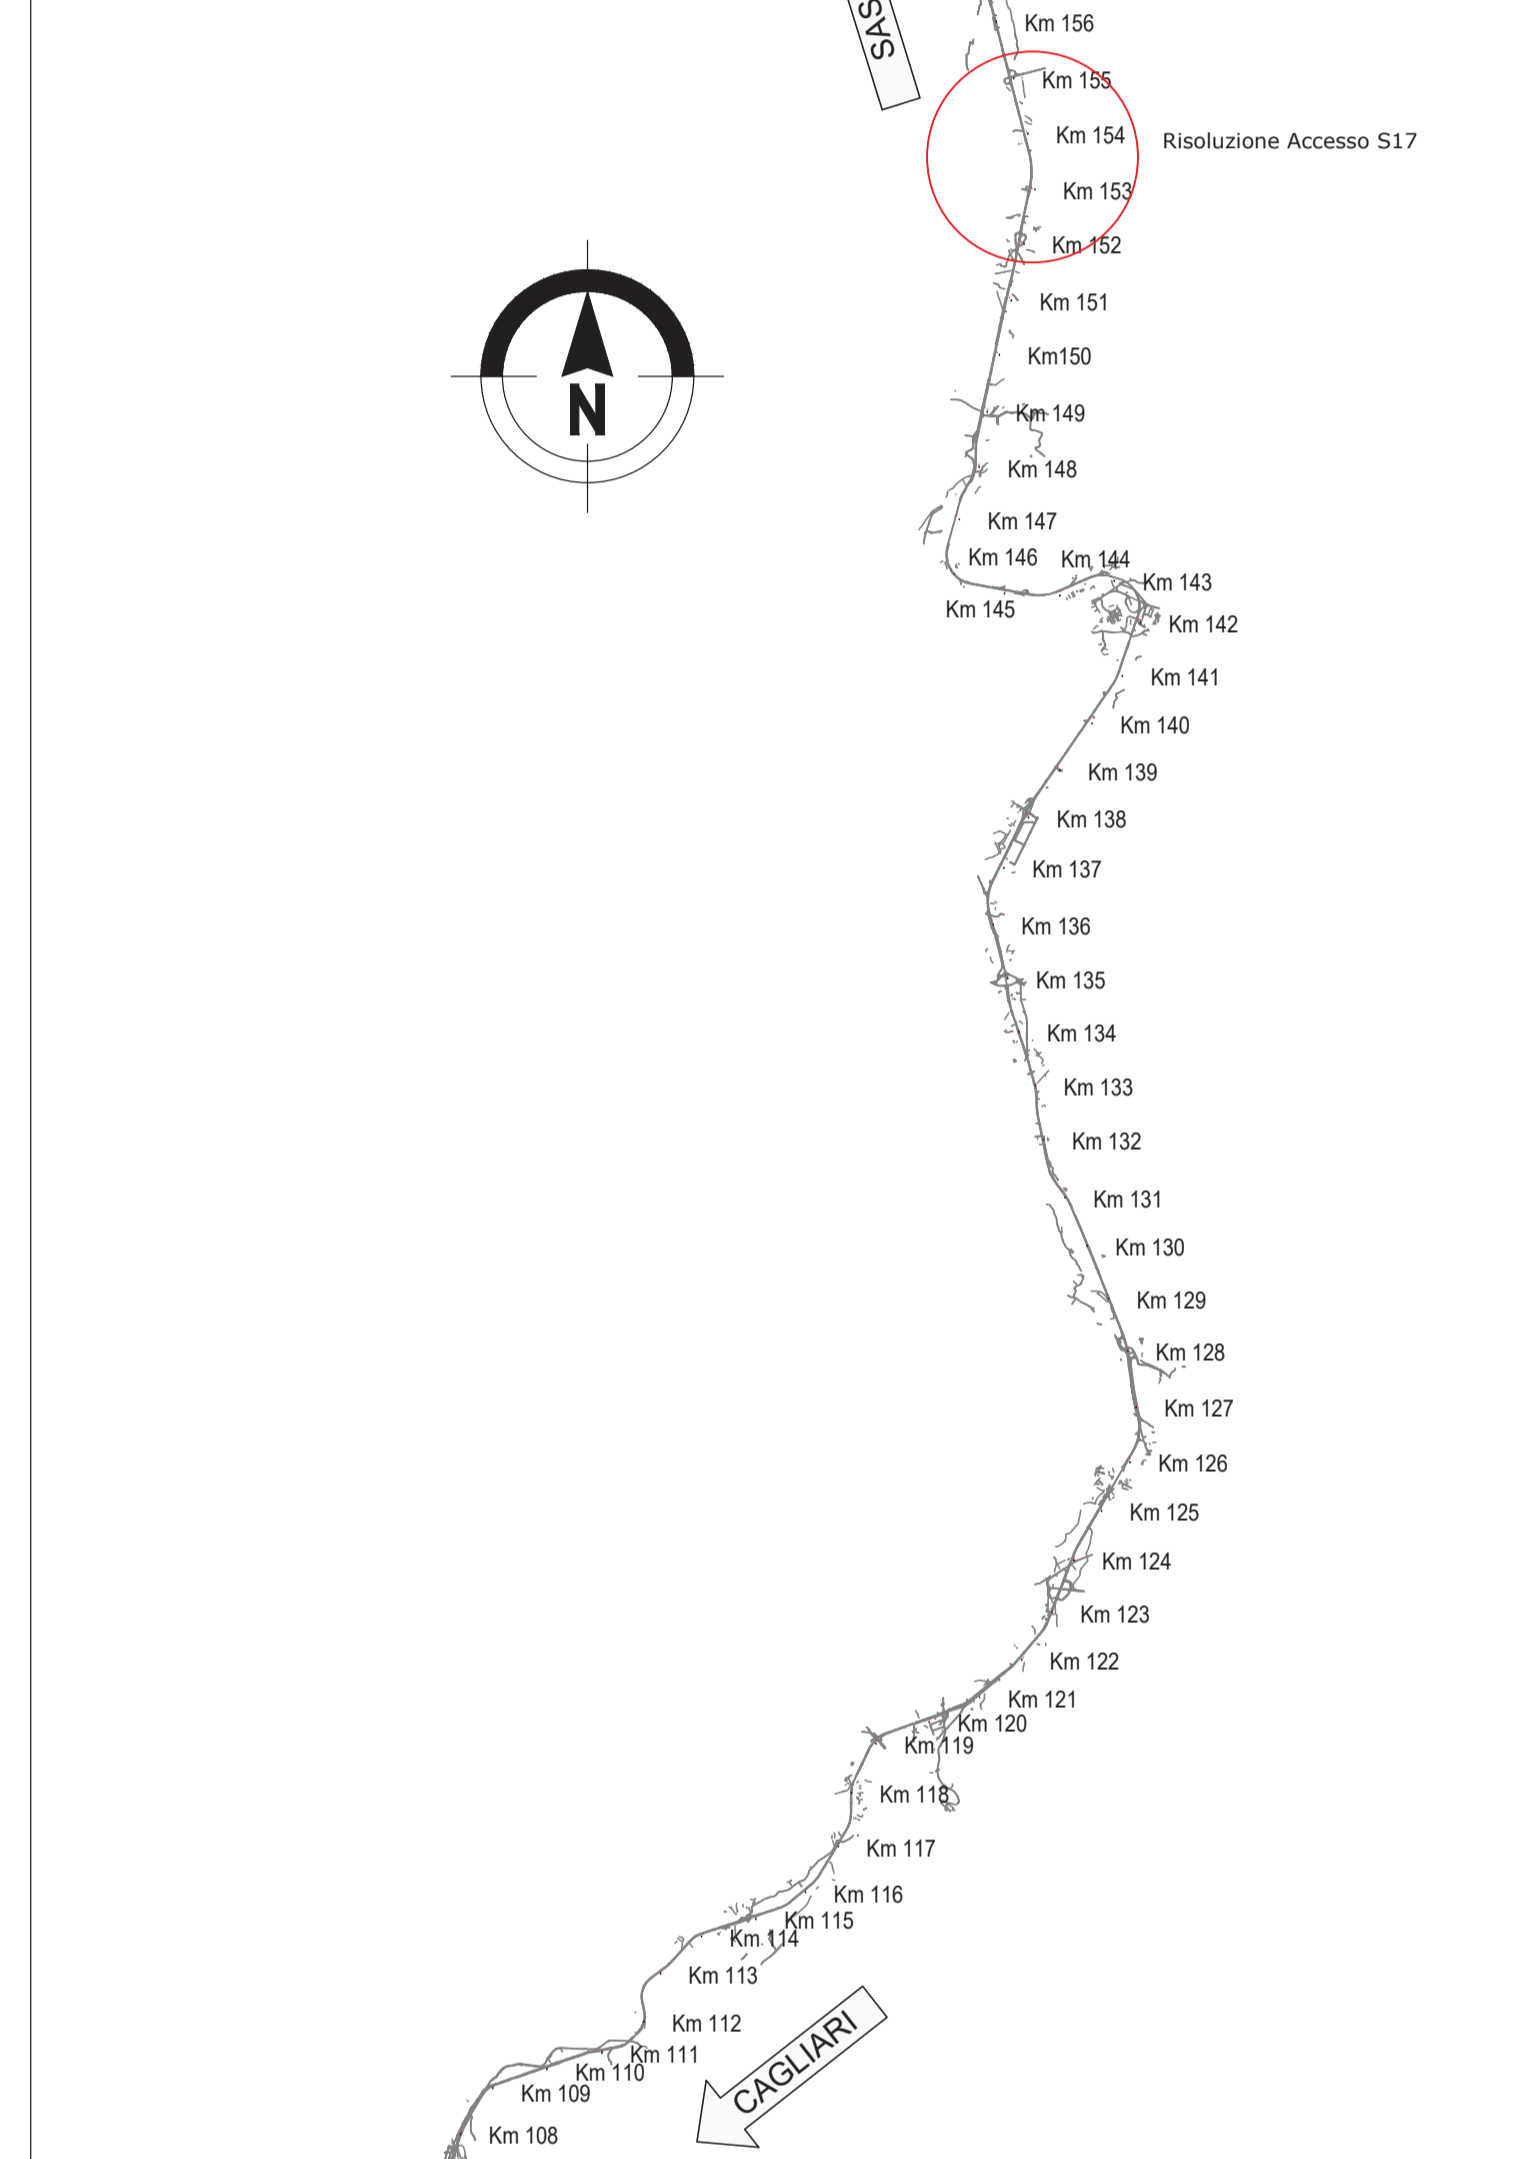 SAS
Km 156
Km 155
Km 154
Risoluzione Accesso S17
Km 153
Km 152
Km 151
Km150
N
Km 149
Km 148
Km 147
Km 146
Km 144
Km 143
Km 145
Km 142
Km 141
Km 140
Km 139
Km 138
Km 137
Km 136
Km 135
Km 134
Km 133
Km 132
Km 131
Km 130
Km 129
Km 128
Km 127
Km 126
Km 125
Km 124
Km 123
Km 122
Km 121
Km 120
Km 119
Km 118
Km 117
Km 116
Km 115
Km 114
Km 113
Km 112
Km 111
Km 110
Km 109
CAGLIARI
Km 108